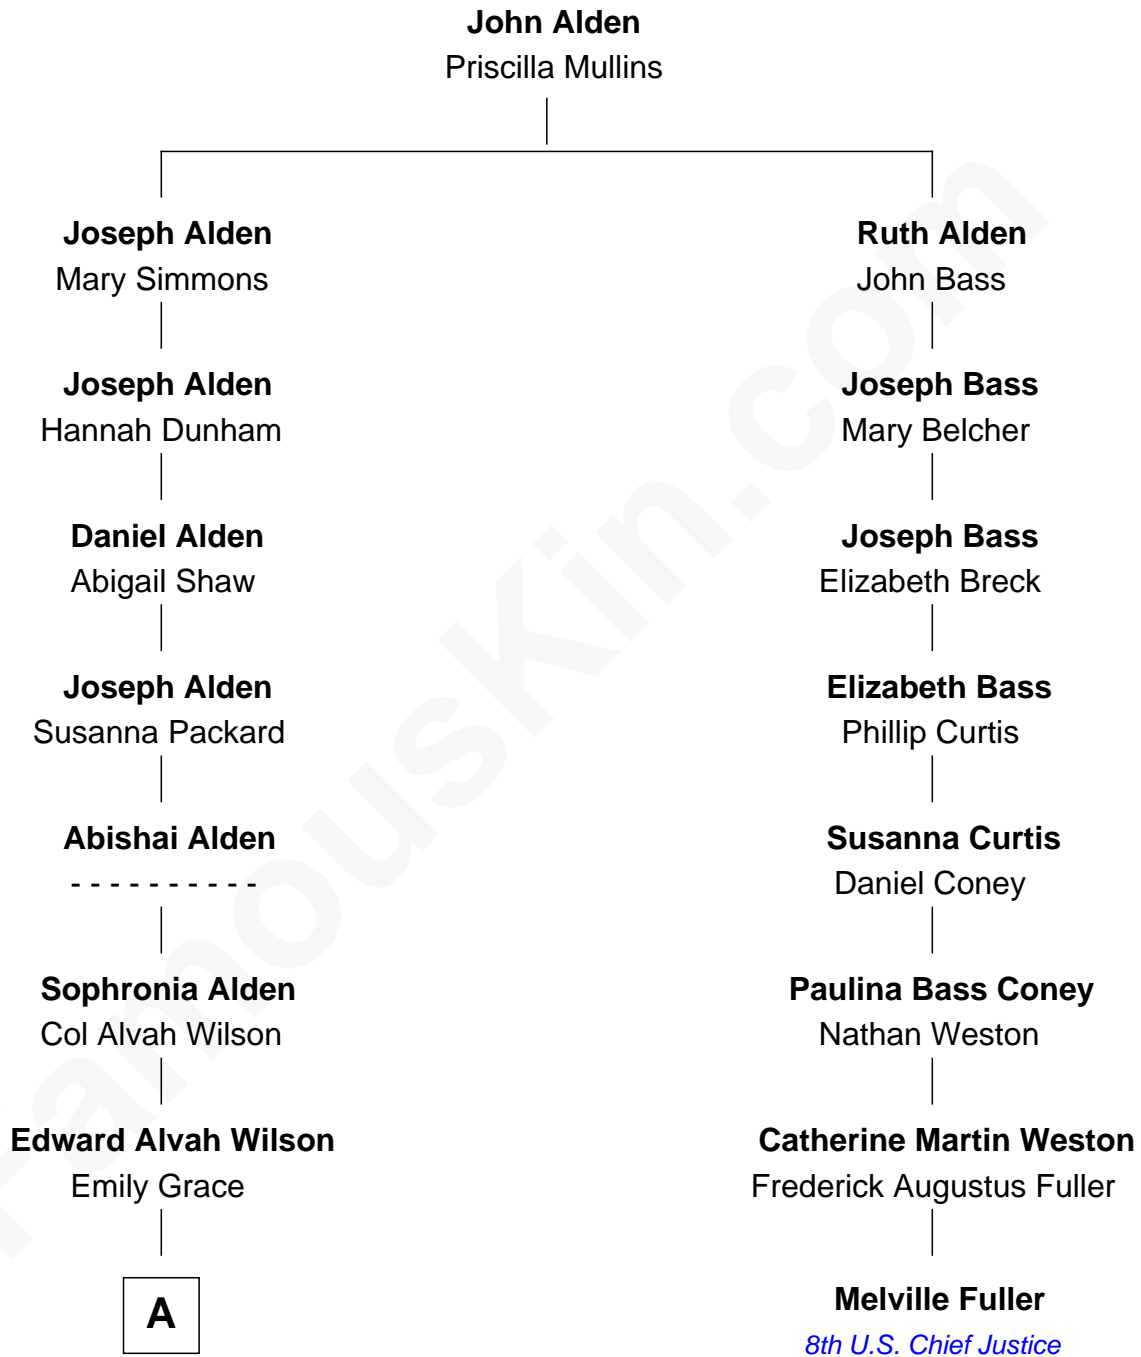 John Alden
Priscilla Mullins
Joseph Alden
Mary Simmons
Ruth Alden
John Bass
Joseph Alden
Hannah Dunham
Joseph Bass
Mary Belcher
Daniel Alden
Abigail Shaw
Joseph Bass
Elizabeth Breck
Joseph Alden
Susanna Packard
Elizabeth Bass
Phillip Curtis
Abishai Alden
- - - - - - - - - -
Susanna Curtis
Daniel Coney
Sophronia Alden
Col Alvah Wilson
Paulina Bass Coney
Nathan Weston
Edward Alvah Wilson
Emily Grace
Catherine Martin Weston
Frederick Augustus Fuller
A
Melville Fuller
8th U.S. Chief Justice
FamousKin.com